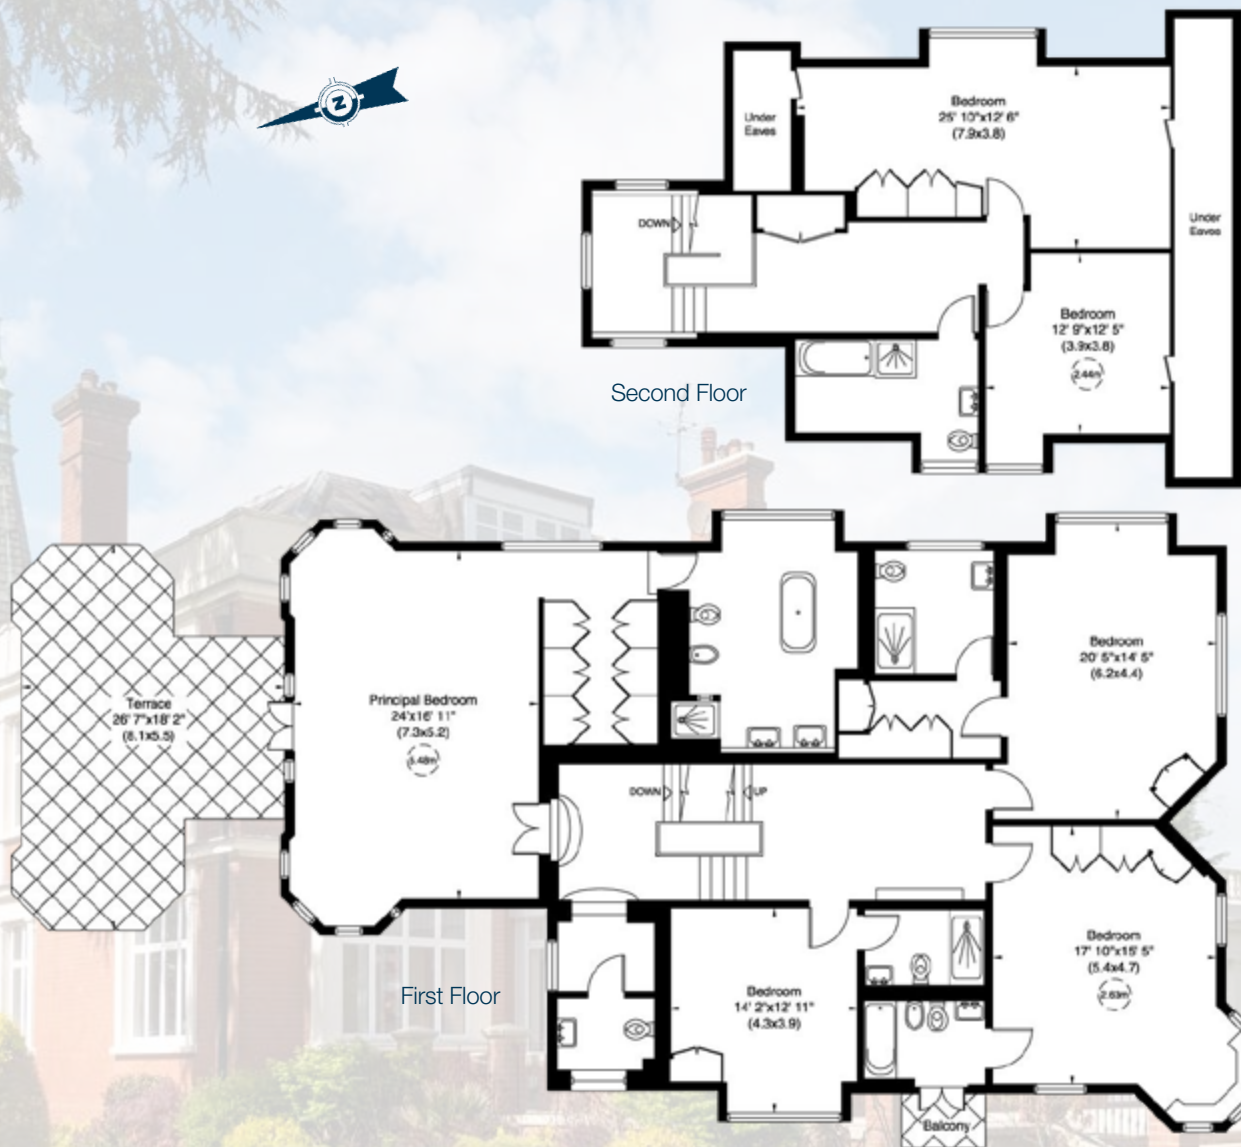 N
Under
Eaves
Bedroom
25' 10"x12' 6"
(7.9x3.8)
DOWN
Under
Eaves
Bedroom
12' 9"x12' 5"
(3.9x3.8)
2.44m
Second Floor
Terrace
26' 7"x18' 2"
(8.1x5.5)
Principal Bedroom
24'x16' 11"
(7.3x5.2)
5.48m
Bedroom
20' 5"x14' 5"
(6.2x4.4)
DOWN
UP
First Floor
Bedroom
14' 2"x12' 11"
(4.3x3.9)
Bedroom
17' 10"x15' 5"
(5.4x4.7)
2.63m
Balcony